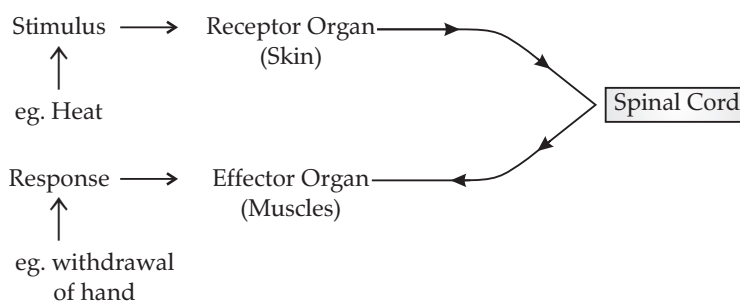 Stimulus
Receptor Organ
(Skin)
eg. Heat
Spinal Cord
Response
Effector Organ
(Muscles)
eg. withdrawal
of hand